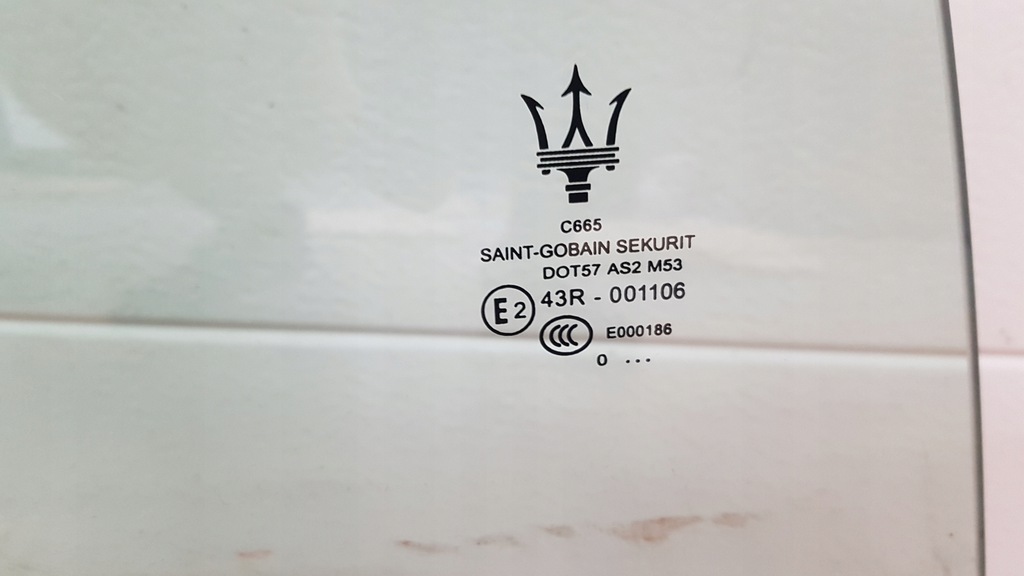 C665
SAINT-GOBAIN SEKURIT
DOT57 AS2 M53
E2 43R - 001106
CCC E000186
0 ...